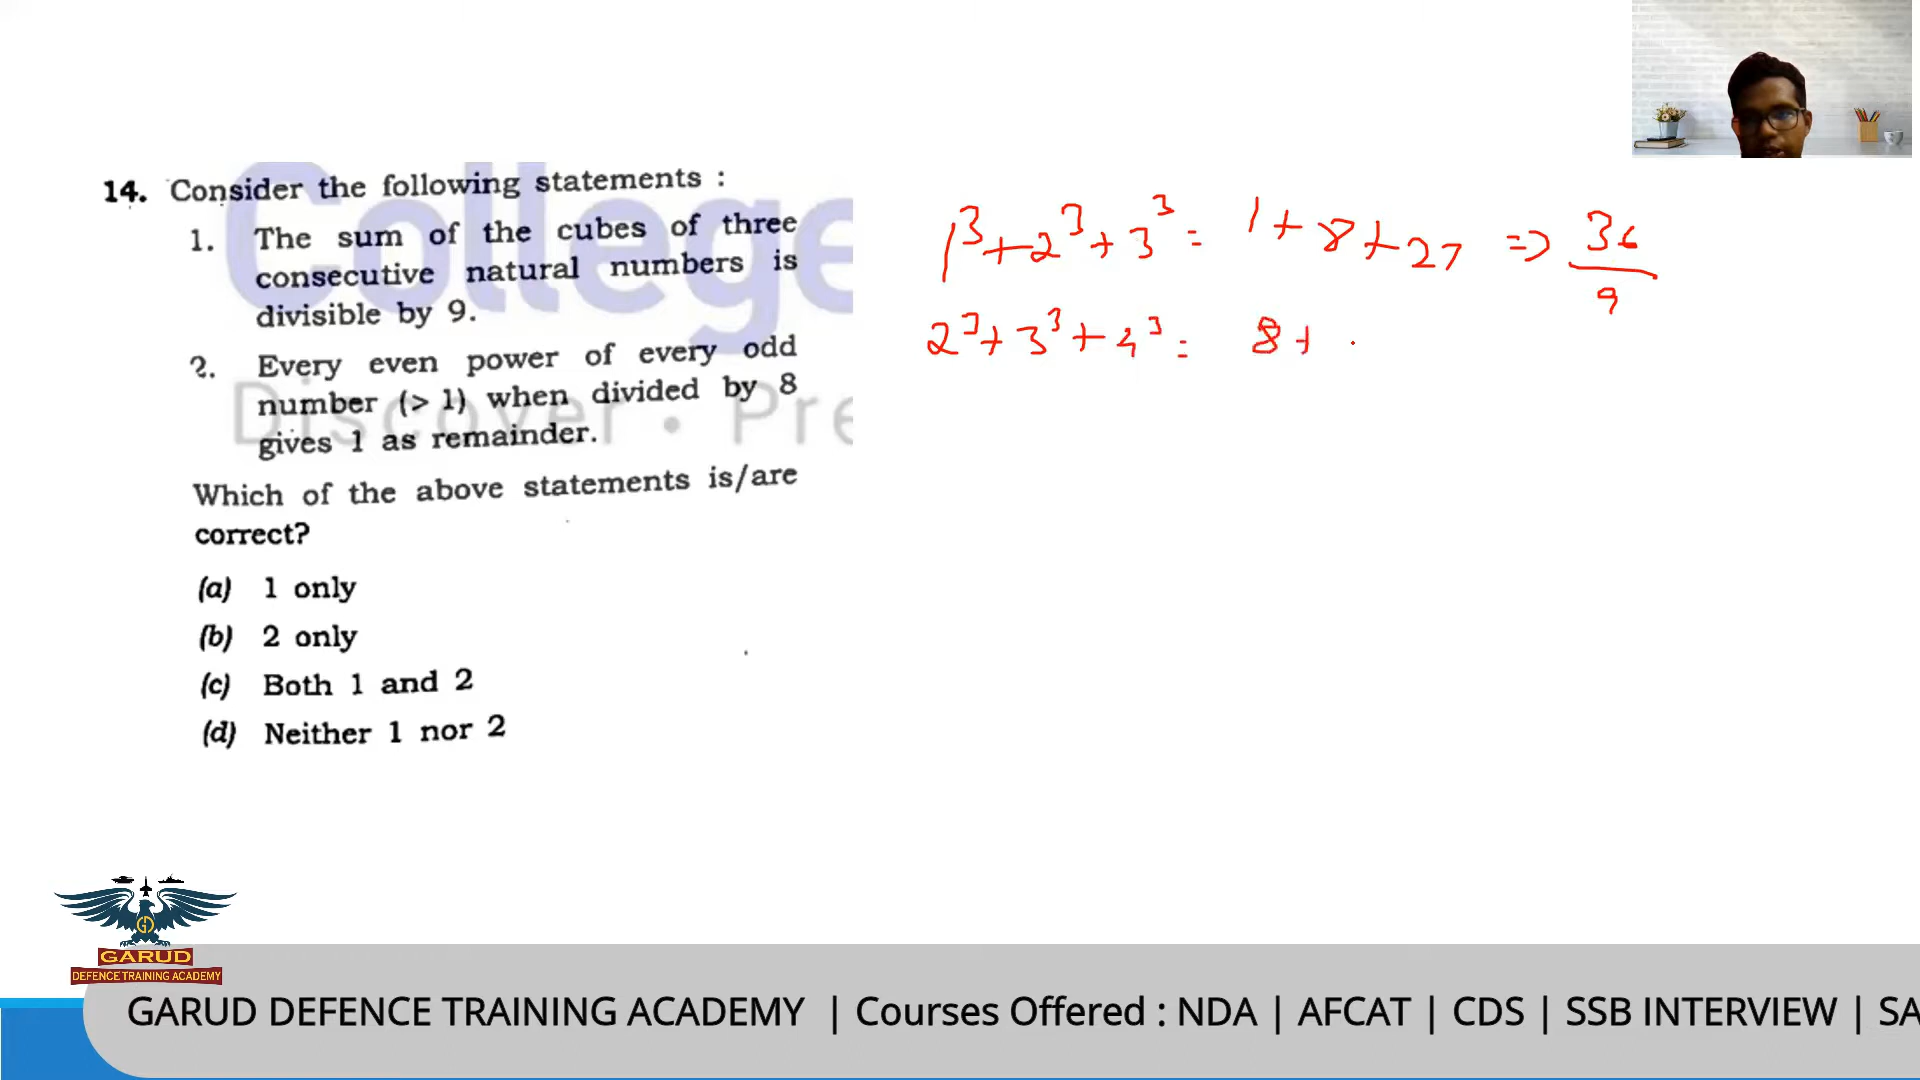 14. Consider the following statements :
1. The sum of the cubes of three
consecutive natural numbers is
divisible by 9.
2. Every even power of every odd
number (> 1) when divided by 8
gives 1 as remainder.
Which of the above statements is/are
correct?
(a) 1 only
(b) 2 only
(c) Both 1 and 2
(d) Neither 1 nor 2
College
Discover • Pre
1³+2³+3³= 1+8+27 => 36/9
2³+3³+4³= 8+
GARUD
DEFENCE TRAINING ACADEMY
GARUD DEFENCE TRAINING ACADEMY | Courses Offered : NDA | AFCAT | CDS | SSB INTERVIEW | SA